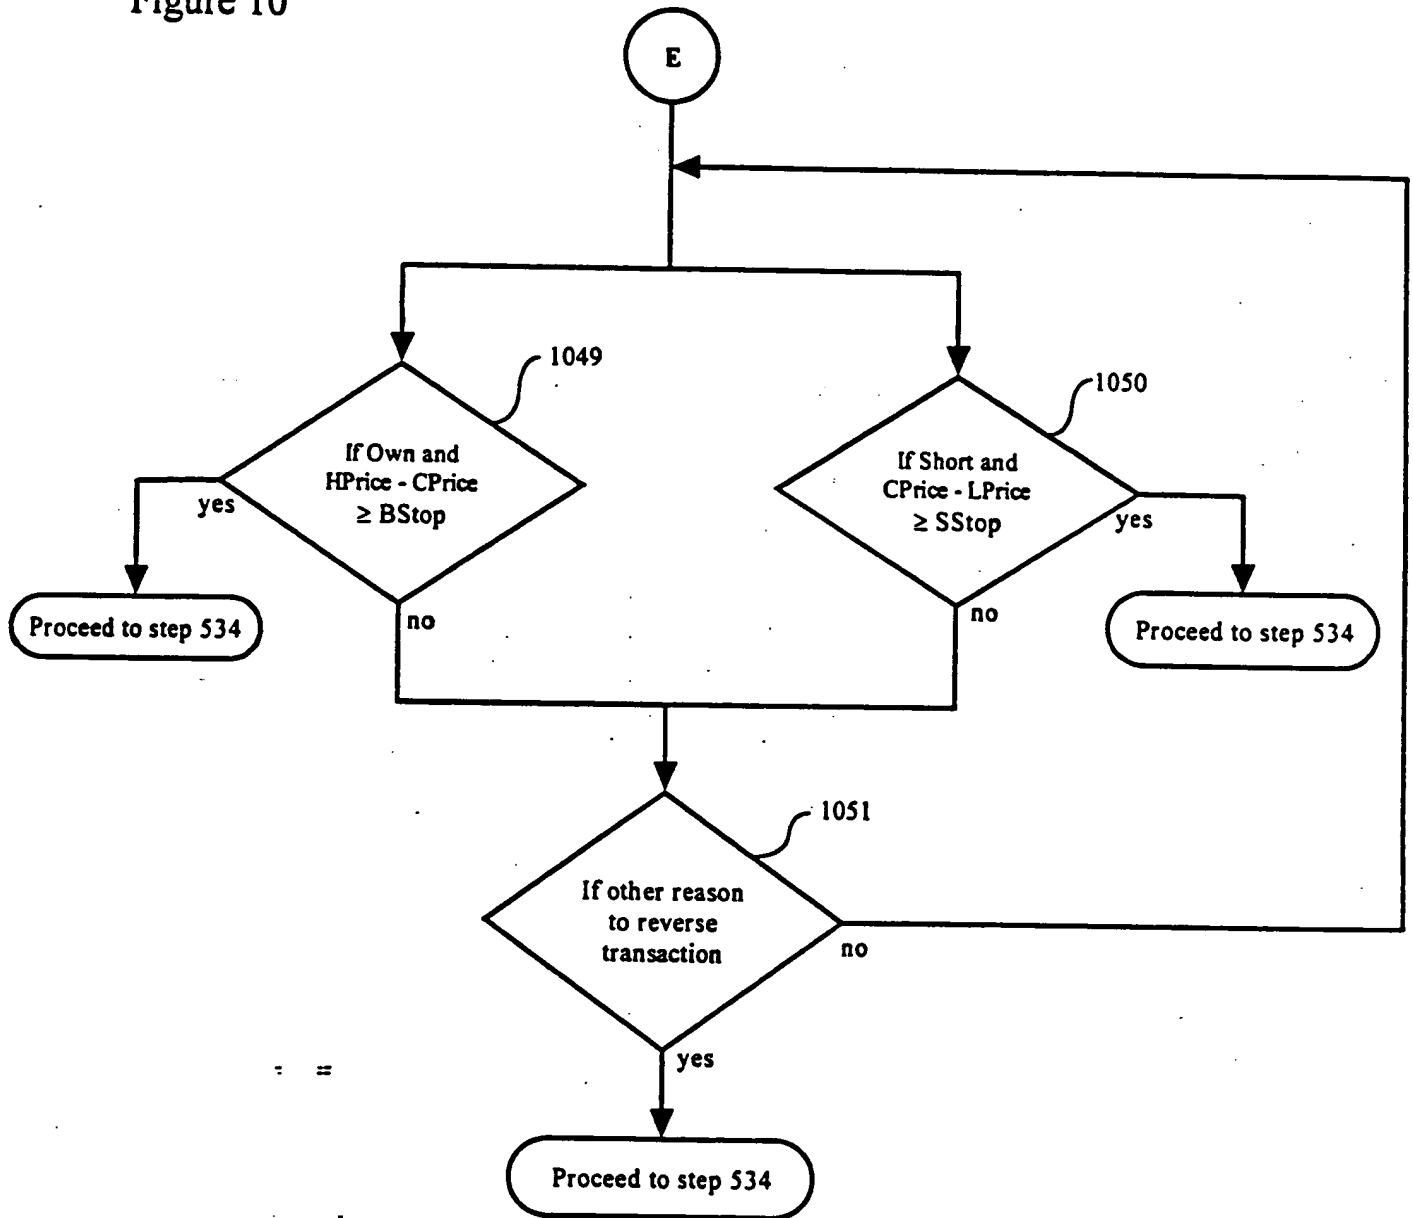 Figure 10
E
1049
1050
If Own and
HPrice - CPrice
≥ BStop
If Short and
CPrice - LPrice
≥ SStop
yes
yes
no
no
Proceed to step 534
Proceed to step 534
1051
If other reason
to reverse
transaction
no
yes
Proceed to step 534